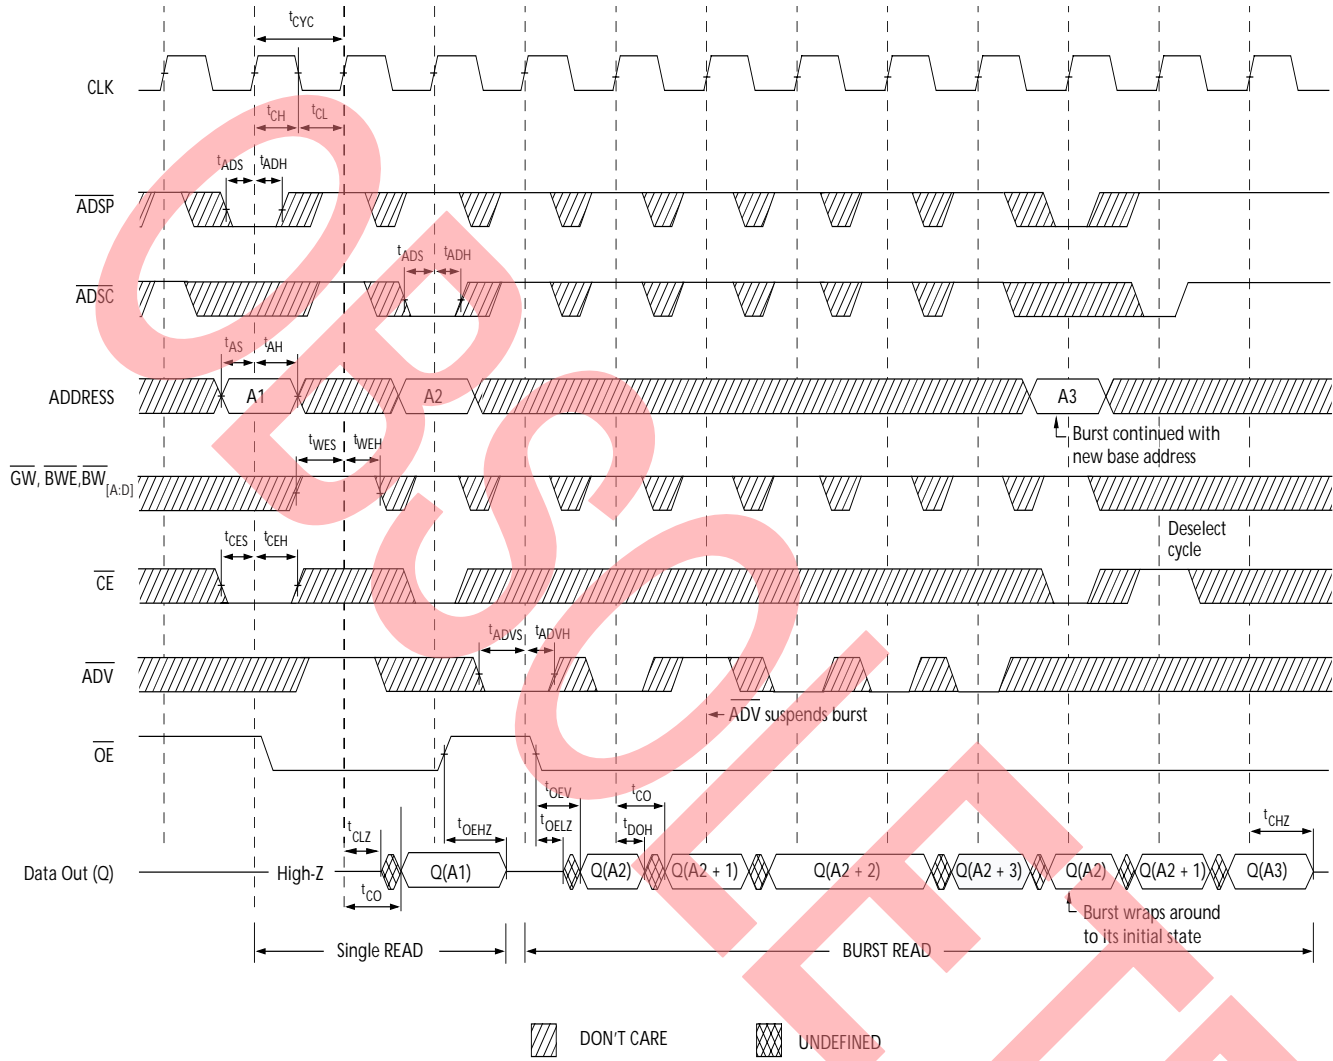 tCYC
CLK
tCH
tCL
tADS
tADH
ADSP
tADS
tADH
ADSC
tAS
tAH
ADDRESS
A1
A2
A3
Burst continued with
new base address
tWES
tWEH
GW, BWE,BW[A:D]
Deselect
cycle
tCES
tCEH
CE
tADVS
tADVH
ADV
ADV suspends burst
OE
tOEV
tCO
tCLZ
tOEHZ
tOELZ
tDOH
tCHZ
Data Out (Q)
High-Z
Q(A1)
Q(A2)
Q(A2 + 1)
Q(A2 + 2)
Q(A2 + 3)
Q(A2)
Q(A2 + 1)
Q(A3)
tCO
Burst wraps around
to its initial state
Single READ
BURST READ
DON'T CARE
UNDEFINED
OBSOLETE